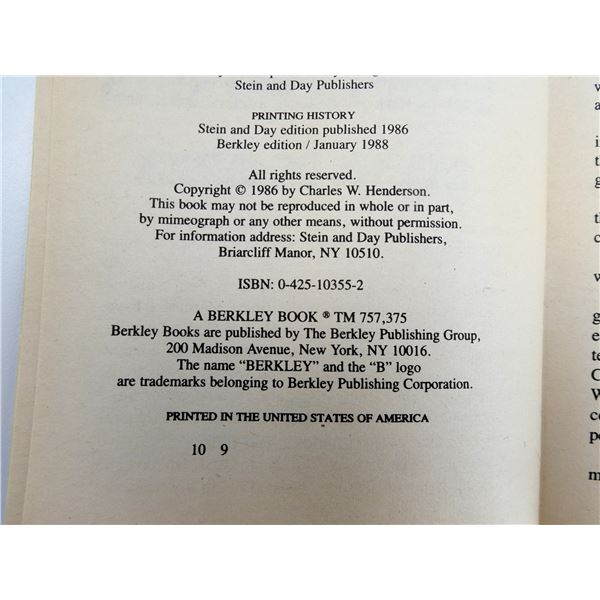 Stein and Day Publishers
PRINTING HISTORY
Stein and Day edition published 1986
Berkley edition / January 1988
All rights reserved.
Copyright © 1986 by Charles W. Henderson.
This book may not be reproduced in whole or in part,
by mimeograph or any other means, without permission.
For information address: Stein and Day Publishers,
Briarcliff Manor, NY 10510.
ISBN: 0-425-10355-2
A BERKLEY BOOK ® TM 757,375
Berkley Books are published by The Berkley Publishing Group,
200 Madison Avenue, New York, NY 10016.
The name "BERKLEY" and the "B" logo
are trademarks belonging to Berkley Publishing Corporation.
PRINTED IN THE UNITED STATES OF AMERICA
10 9